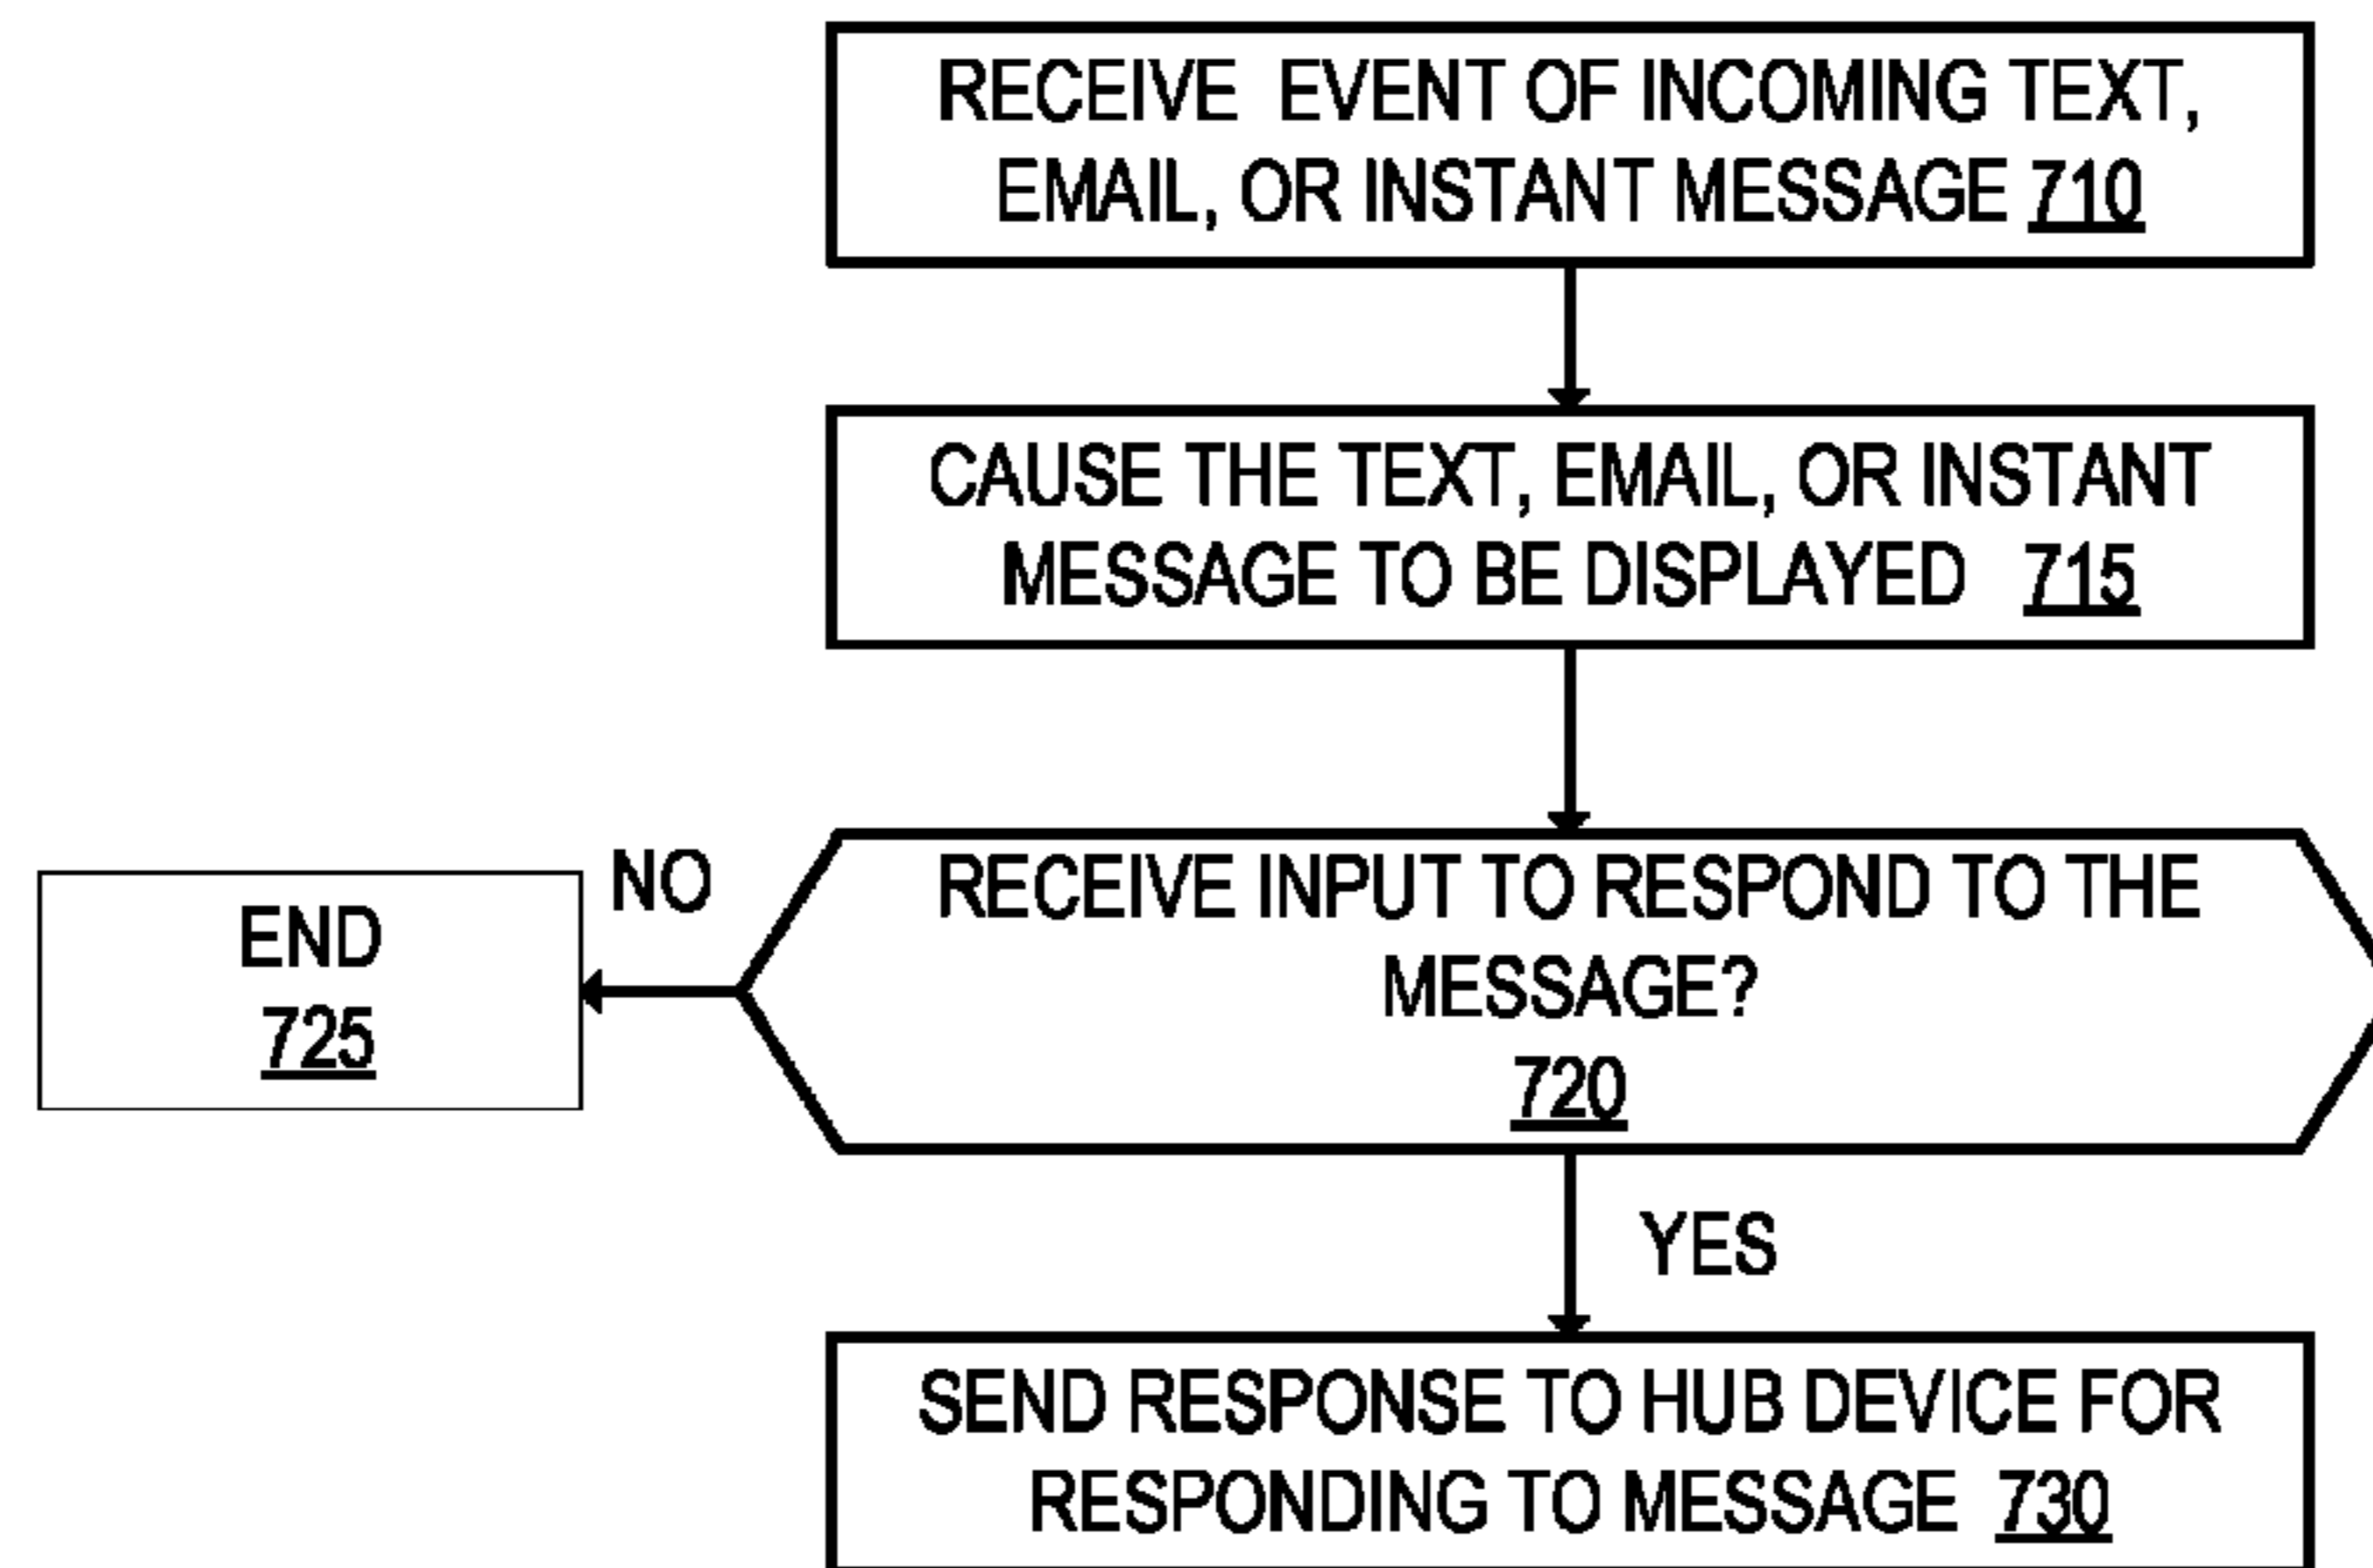 RECEIVE EVENT OF INCOMING TEXT,
EMAIL, OR INSTANT MESSAGE 710
CAUSE THE TEXT, EMAIL, OR INSTANT
MESSAGE TO BE DISPLAYED 715
NO
RECEIVE INPUT TO RESPOND TO THE
MESSAGE?
720
END
725
YES
SEND RESPONSE TO HUB DEVICE FOR
RESPONDING TO MESSAGE 730